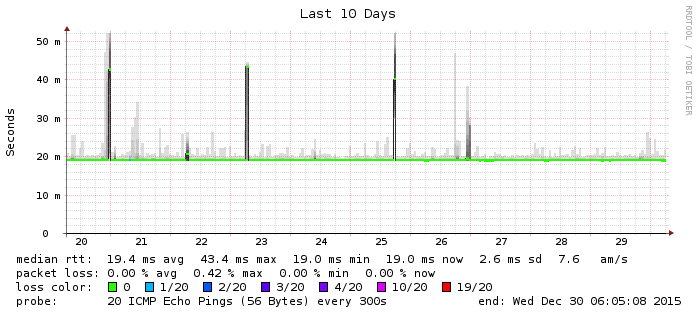 Last 10 Days
RRDTOOL / TOBI OETIKER
Seconds
50 m
40 m
30 m
20 m
10 m
0
20 21 22 23 24 25 26 27 28 29
median rtt: 19.4 ms avg 43.4 ms max 19.0 ms min 19.0 ms now 2.6 ms sd 7.6 am/s
packet loss: 0.00 % avg 0.42 % max 0.00 % min 0.00 % now
loss color: 0 1/20 2/20 3/20 4/20 10/20 19/20
probe: 20 ICMP Echo Pings (56 Bytes) every 300s end: Wed Dec 30 06:05:08 2015